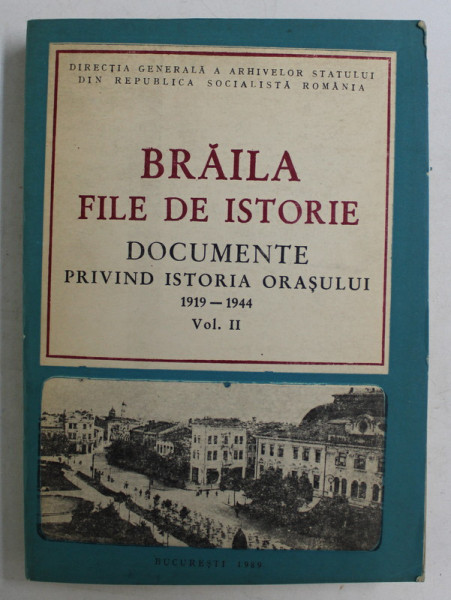 DIRECȚIA GENERALĂ A ARHIVELOR STATULUI
DIN REPUBLICA SOCIALISTĂ ROMÂNIA
BRĂILA
FILE DE ISTORIE
DOCUMENTE
PRIVIND ISTORIA ORAȘULUI
1919 — 1944
Vol. II
BUCUREȘTI